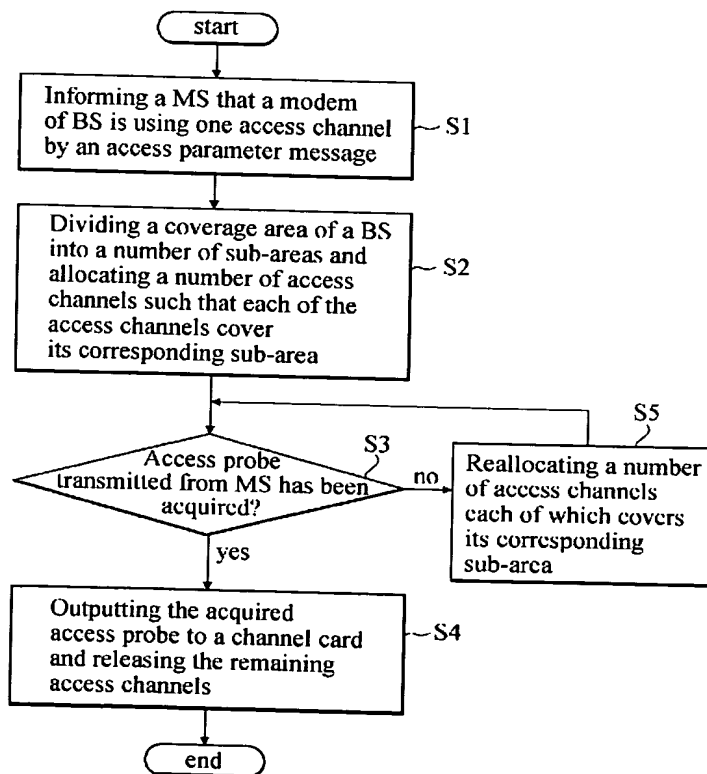 start
Informing a MS that a modem
of BS is using one access channel
by an access parameter message
S1
Dividing a coverage area of a BS
into a number of sub-areas and
allocating a number of access
channels such that each of the
access channels cover
its corresponding sub-area
S2
Access probe
transmitted from MS has been
acquired?
S3
no
yes
S5
Reallocating a number
of access channels
each of which covers
its corresponding
sub-area
Outputting the acquired
access probe to a channel card
and releasing the remaining
access channels
S4
end